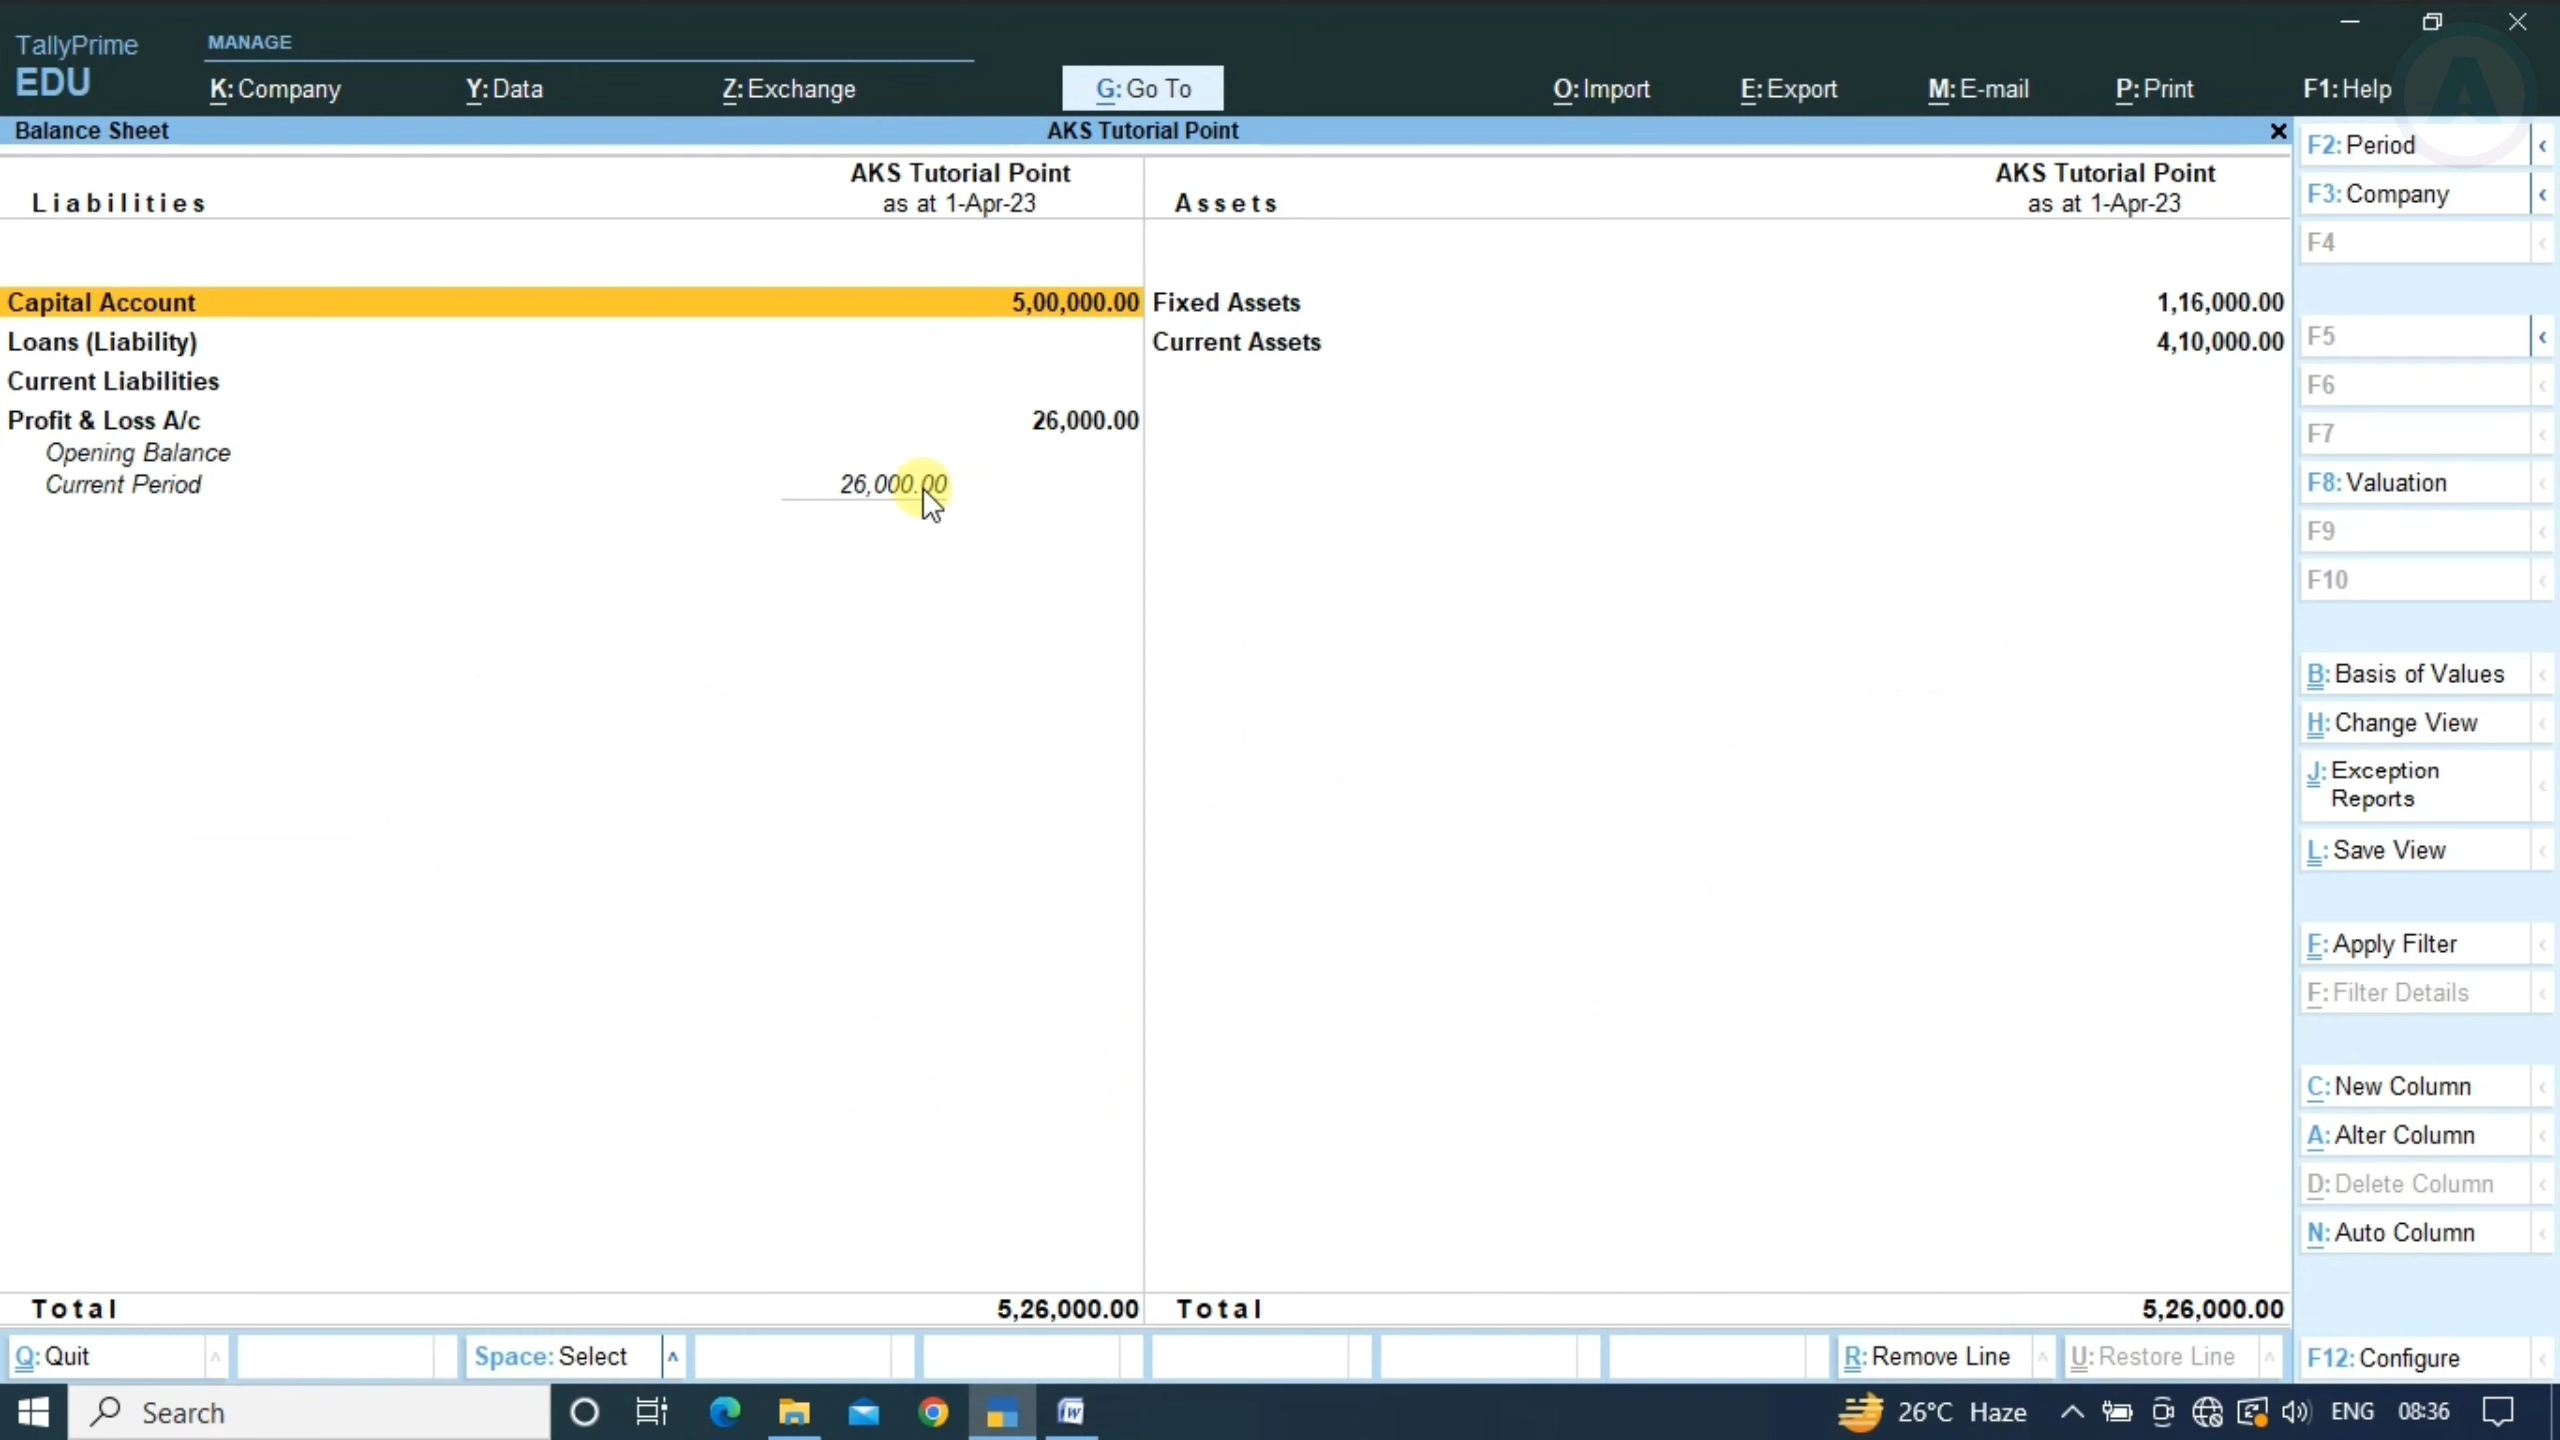 TallyPrime
EDU
MANAGE
K: Company
Y: Data
Z: Exchange
G: Go To
O: Import
E: Export
M: E-mail
P: Print
F1: Help
Balance Sheet
AKS Tutorial Point
Liabilities
AKS Tutorial Point
as at 1-Apr-23
Assets
AKS Tutorial Point
as at 1-Apr-23
Capital Account 5,00,000.00
Loans (Liability)
Current Liabilities
Profit & Loss A/c 26,000.00
Opening Balance
Current Period 26,000.00
Fixed Assets 1,16,000.00
Current Assets 4,10,000.00
Total 5,26,000.00
Total 5,26,000.00
F2: Period
F3: Company
F4
F5
F6
F7
F8: Valuation
F9
F10
B: Basis of Values
H: Change View
J: Exception
Reports
L: Save View
F: Apply Filter
F: Filter Details
C: New Column
A: Alter Column
D: Delete Column
N: Auto Column
F12: Configure
Q: Quit
Space: Select
R: Remove Line
U: Restore Line
Search
26°C Haze
ENG
08:36